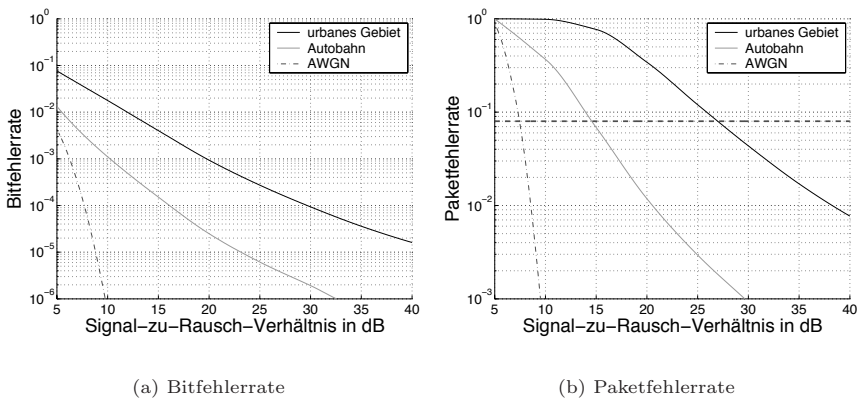 Bitfehlerrate
10⁰
10⁻¹
10⁻²
10⁻³
10⁻⁴
10⁻⁵
10⁻⁶
urbanes Gebiet
Autobahn
AWGN
5 10 15 20 25 30 35 40
Signal−zu−Rausch−Verhältnis in dB
(a) Bitfehlerrate
Paketfehlerrate
10⁰
10⁻¹
10⁻²
10⁻³
urbanes Gebiet
Autobahn
AWGN
5 10 15 20 25 30 35 40
Signal−zu−Rausch−Verhältnis in dB
(b) Paketfehlerrate